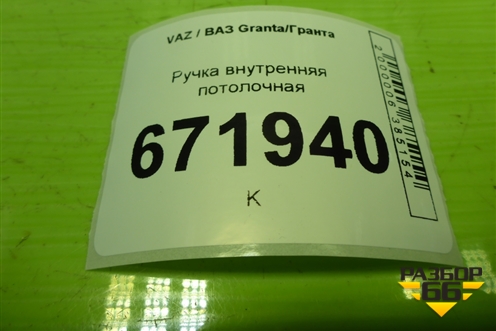 VAZ / ВАЗ Granta/Гранта
Ручка внутренняя
потолочная
671940
К
2000006385154
РАЗБОР
66